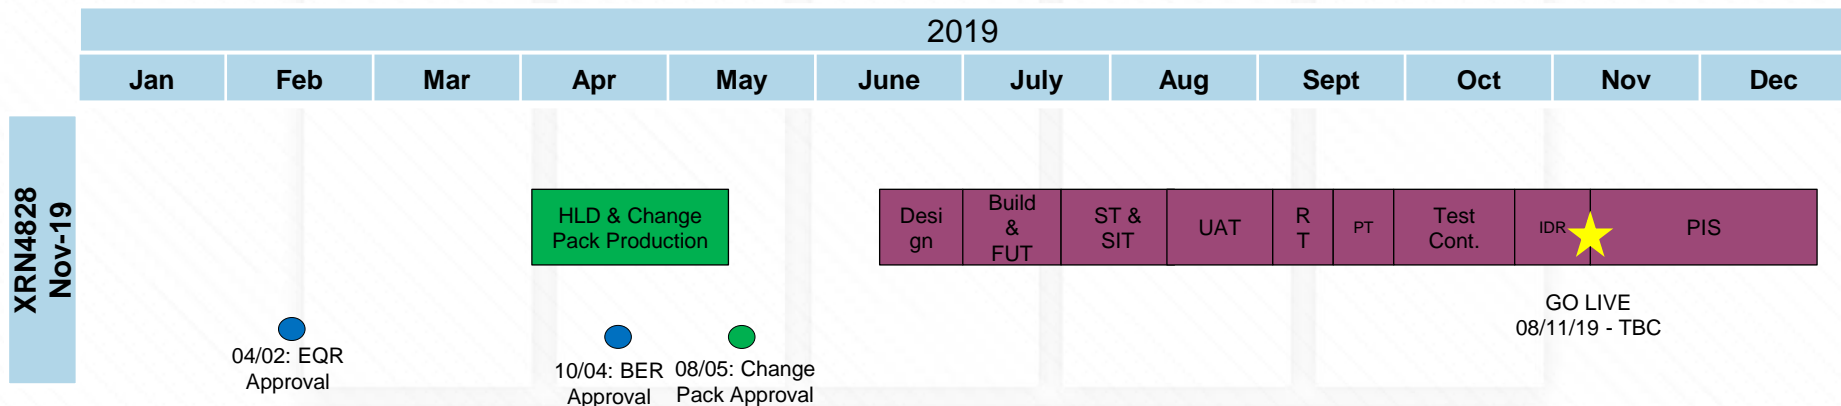 2019
Jan Feb Mar Apr May June July Aug Sept Oct Nov Dec
XRN4828
Nov-19
HLD & Change
Pack Production
Desi
gn
Build
&
FUT
ST &
SIT
UAT
R
T
PT
Test
Cont.
IDR
PIS
GO LIVE
08/11/19 - TBC
04/02: EQR
Approval
10/04: BER
Approval
08/05: Change
Pack Approval